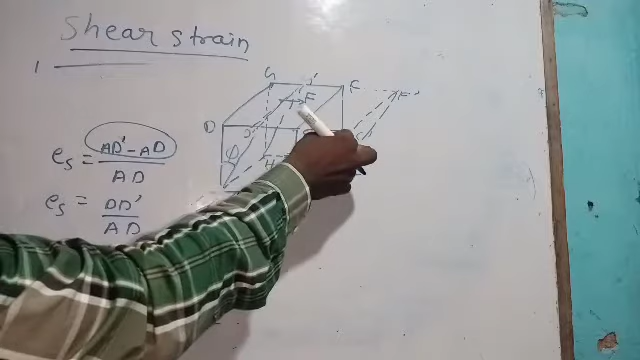 Shear strain
es = AD' - AD
AD
es = DD'
AD
G
F
D
F
H
F'